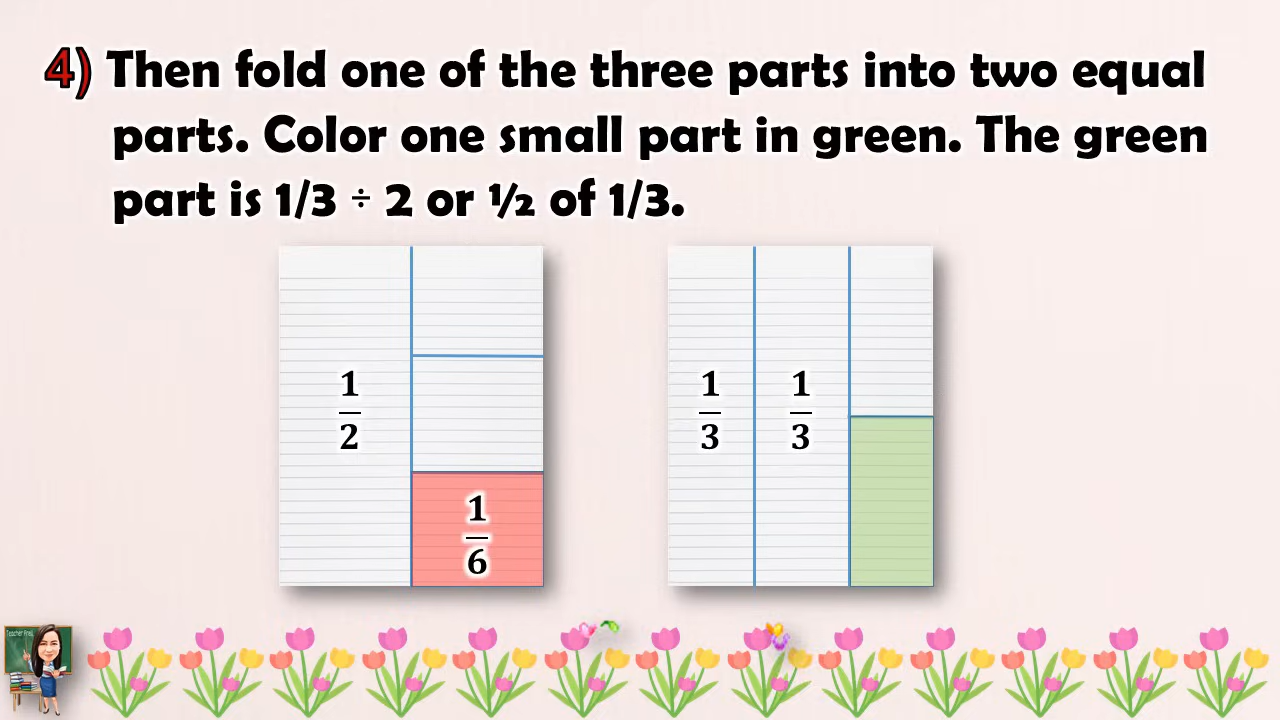 4) Then fold one of the three parts into two equal
parts. Color one small part in green. The green
part is 1/3 ÷ 2 or ½ of 1/3.
1/2
1/6
1/3 1/3